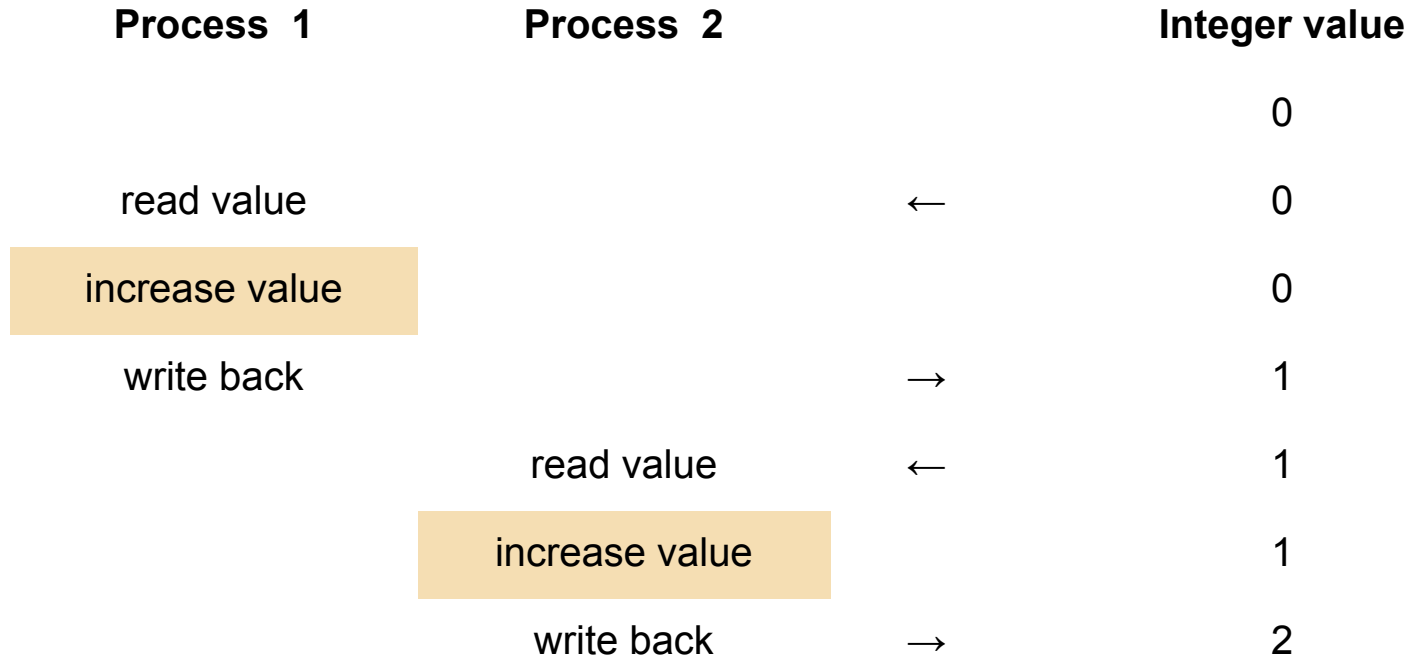 Process 1 Process 2 Integer value
0
read value ← 0
increase value 0
write back → 1
read value ← 1
increase value 1
write back → 2